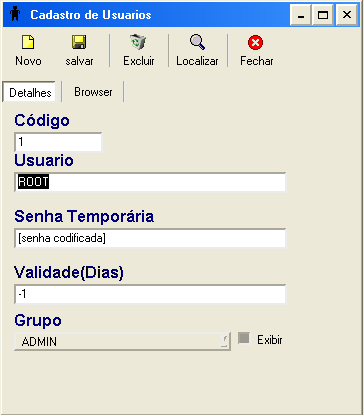 Cadastro de Usuarios
Novo salvar Excluir Localizar Fechar
Detalhes Browser
Código
1
Usuario
ROOT
Senha Temporária
[senha codificada]
Validade(Dias)
-1
Grupo
ADMIN Exibir